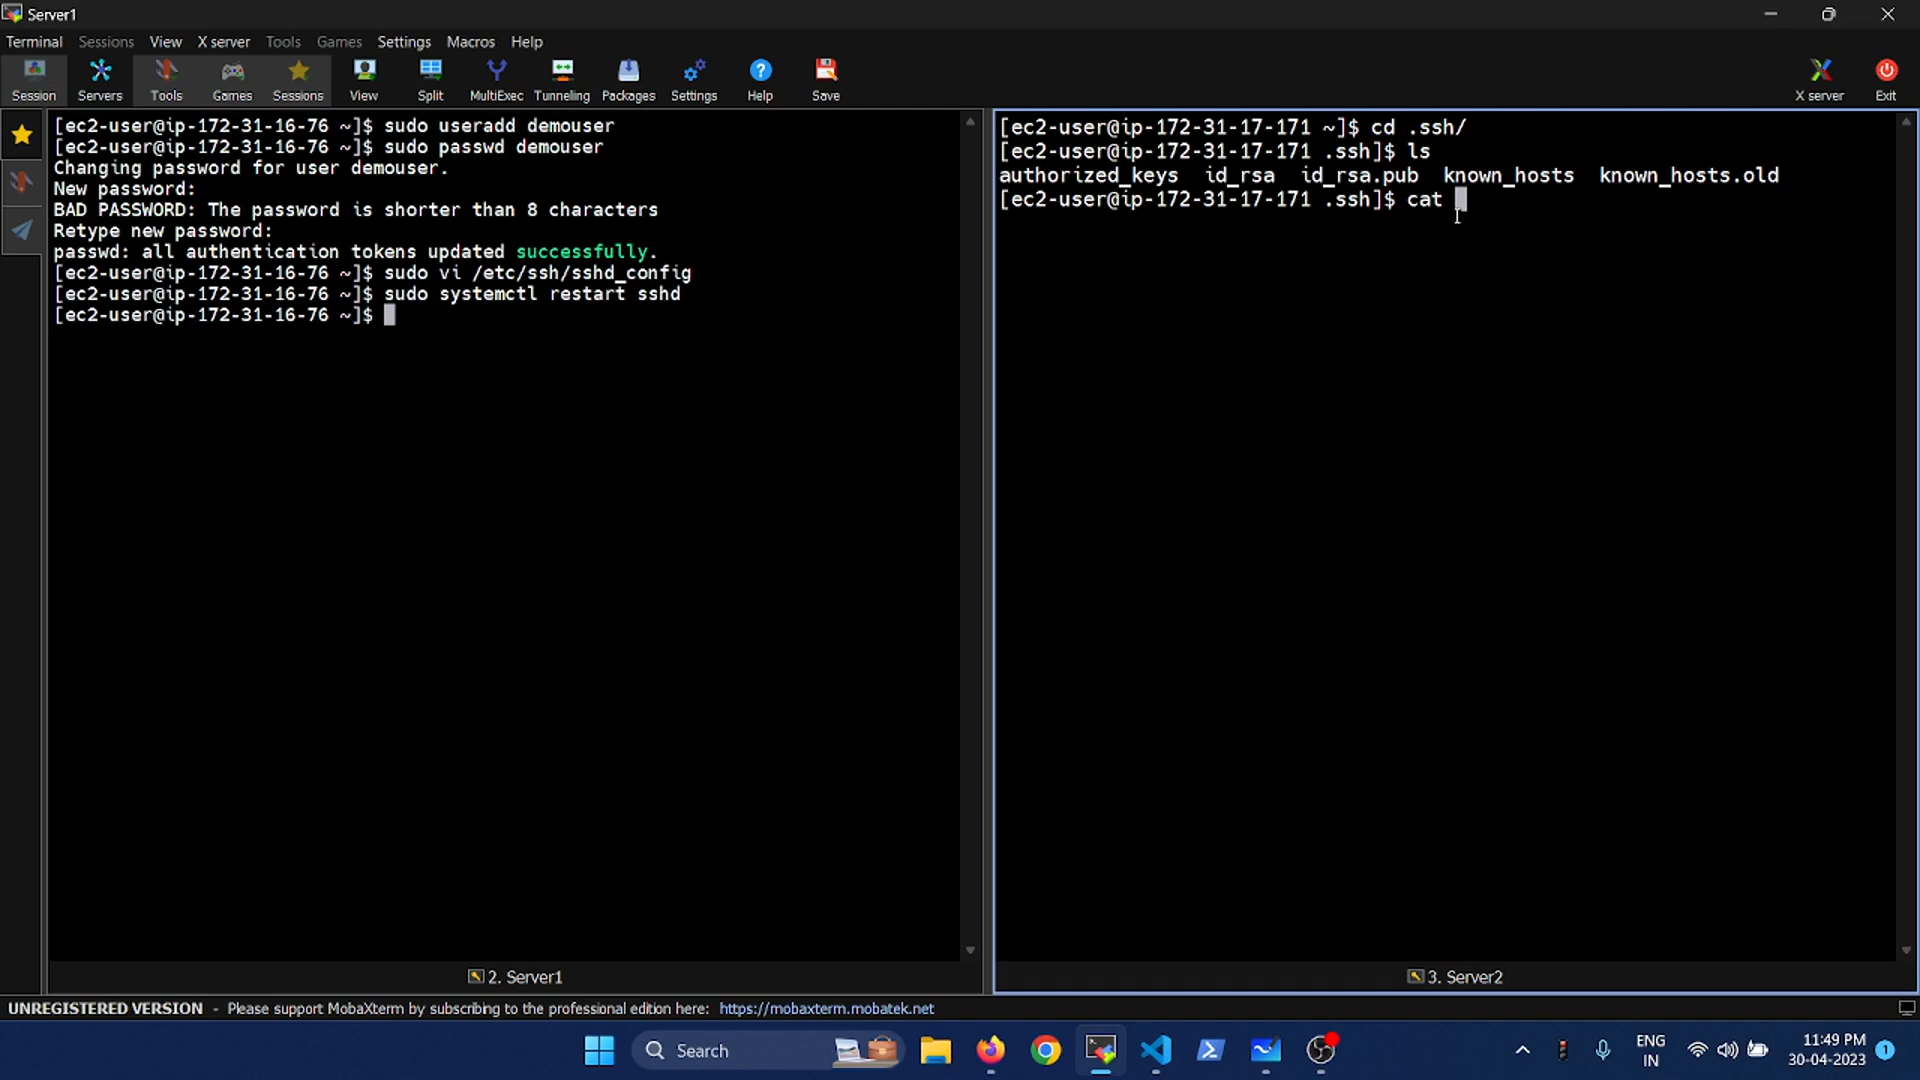 Server1
Terminal Sessions View X server Tools Games Settings Macros Help
Session Servers Tools Games Sessions View Split MultiExec Tunneling Packages Settings Help Save X server Exit
[ec2-user@ip-172-31-16-76 ~]$ sudo useradd demouser
[ec2-user@ip-172-31-16-76 ~]$ sudo passwd demouser
Changing password for user demouser.
New password:
BAD PASSWORD: The password is shorter than 8 characters
Retype new password:
passwd: all authentication tokens updated successfully.
[ec2-user@ip-172-31-16-76 ~]$ sudo vi /etc/ssh/sshd_config
[ec2-user@ip-172-31-16-76 ~]$ sudo systemctl restart sshd
[ec2-user@ip-172-31-16-76 ~]$
2. Server1
[ec2-user@ip-172-31-17-171 ~]$ cd .ssh/
[ec2-user@ip-172-31-17-171 .ssh]$ ls
authorized_keys id_rsa id_rsa.pub known_hosts known_hosts.old
[ec2-user@ip-172-31-17-171 .ssh]$ cat
3. Server2
UNREGISTERED VERSION - Please support MobaXterm by subscribing to the professional edition here: https://mobaxterm.mobatek.net
Search
ENG
IN
11:49 PM
30-04-2023
1